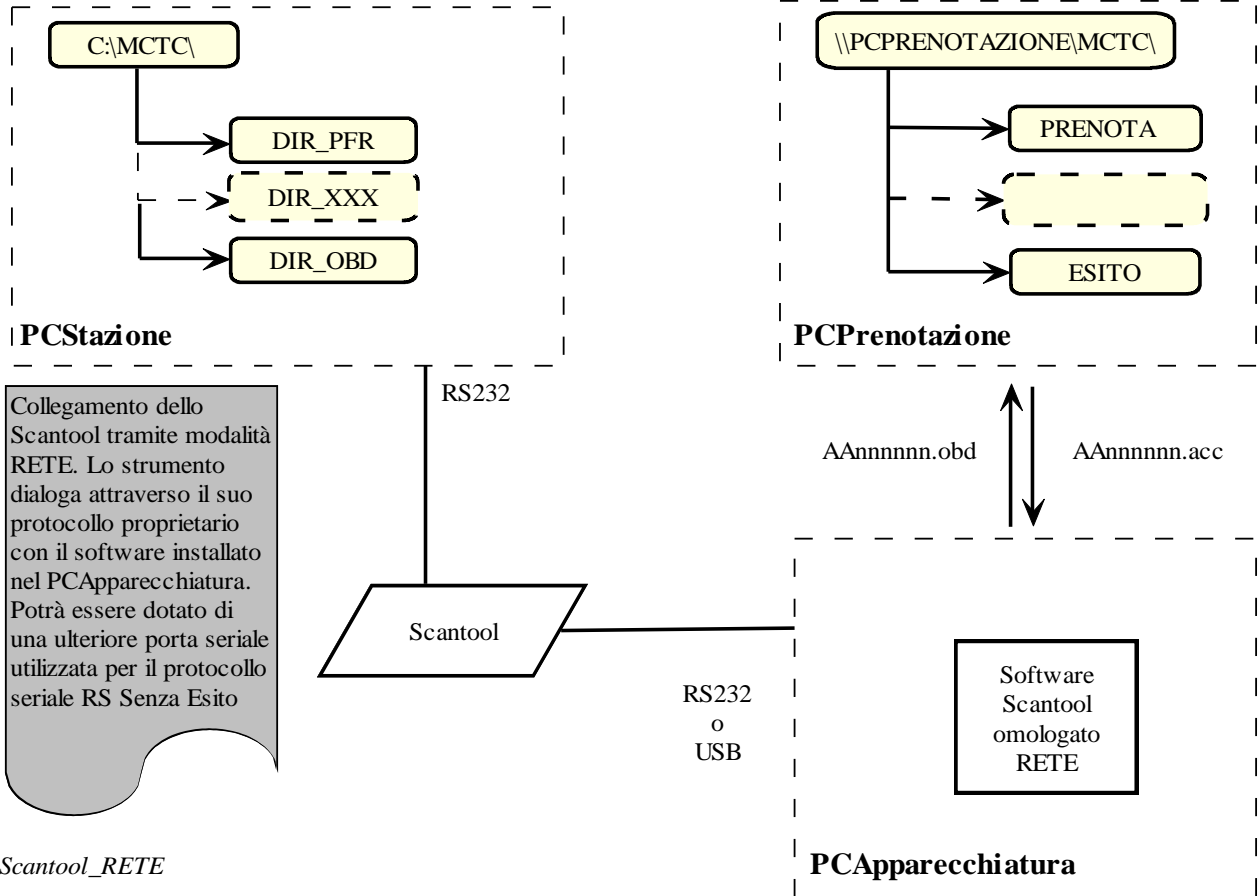 C:\MCTC\
DIR_PFR
DIR_XXX
DIR_OBD
PCStazione
\\PCPRENOTAZIONE\MCTC\
PRENOTA
ESITO
PCPrenotazione
RS232
Collegamento dello
Scantool tramite modalità
RETE. Lo strumento
dialoga attraverso il suo
protocollo proprietario
con il software installato
nel PCApparecchiatura.
Potrà essere dotato di
una ulteriore porta seriale
utilizzata per il protocollo
seriale RS Senza Esito
AAnnnnnn.obd
AAnnnnnn.acc
Scantool
RS232
o
USB
Software
Scantool
omologato
RETE
PCApparecchiatura
Scantool_RETE